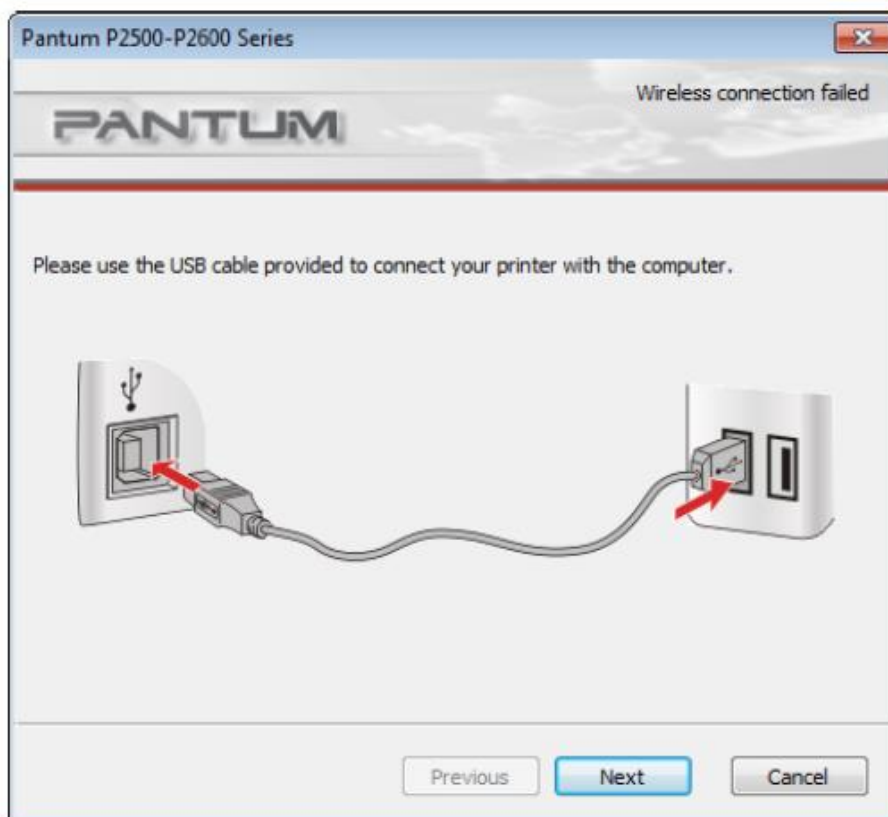 Pantum P2500-P2600 Series
Wireless connection failed
PANTUM
Please use the USB cable provided to connect your printer with the computer.
Previous
Next
Cancel